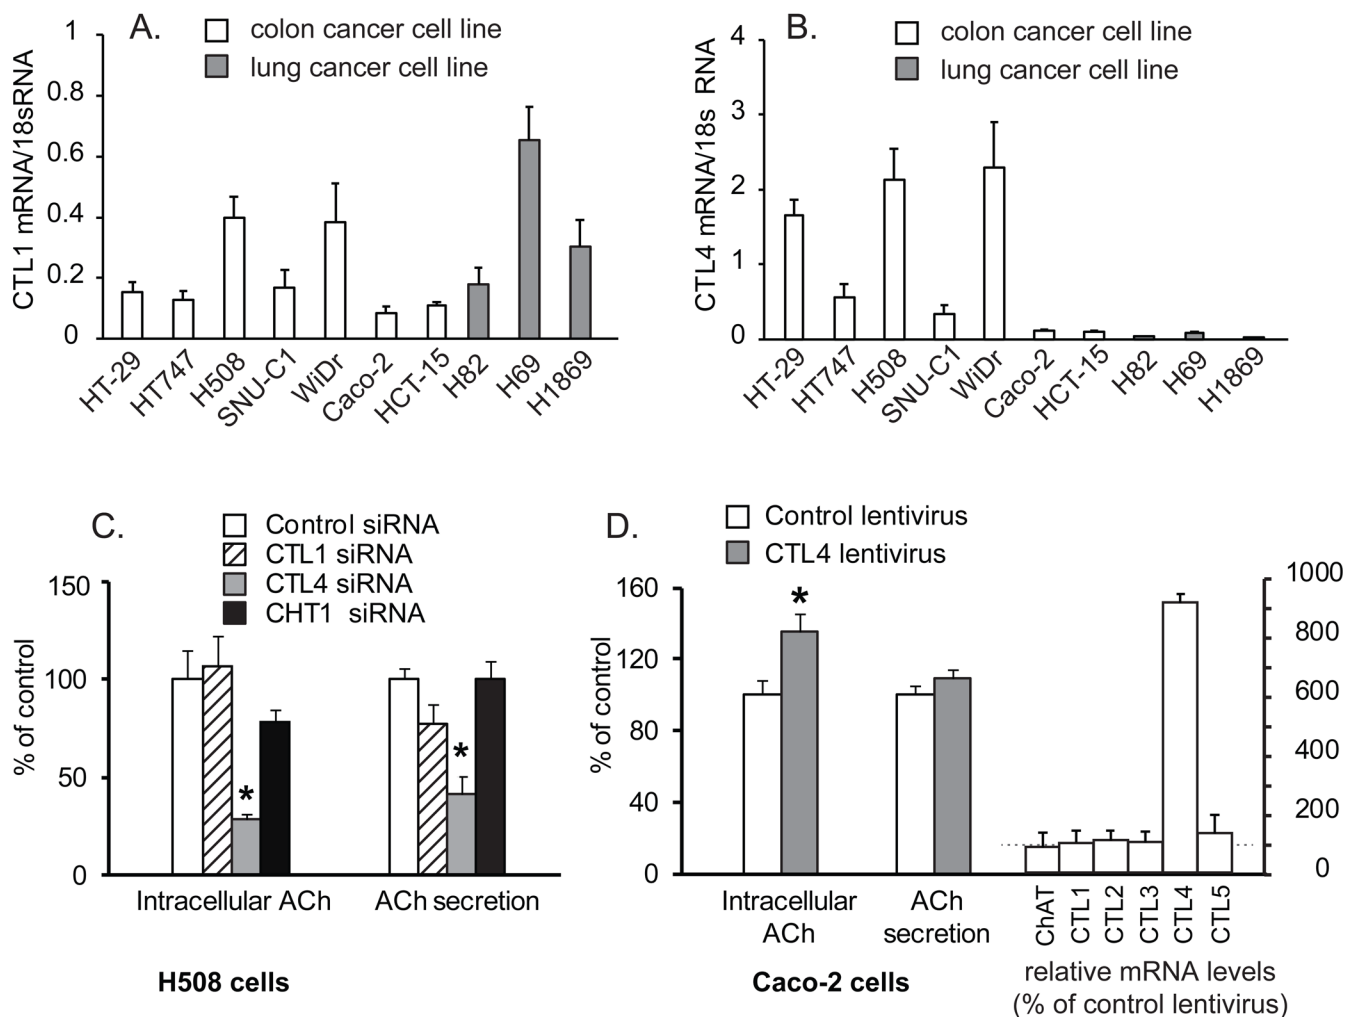 A.
colon cancer cell line
lung cancer cell line
CTL1 mRNA/18sRNA
1
0.8
0.6
0.4
0.2
0
HT-29
HT747
H508
SNU-C1
WiDr
Caco-2
HCT-15
H82
H69
H1869
B.
colon cancer cell line
lung cancer cell line
CTL4 mRNA/18s RNA
4
3
2
1
0
HT-29
HT747
H508
SNU-C1
WiDr
Caco-2
HCT-15
H82
H69
H1869
C.
Control siRNA
CTL1 siRNA
CTL4 siRNA
CHT1 siRNA
% of control
150
100
50
0
*
*
Intracellular ACh
ACh secretion
H508 cells
D.
Control lentivirus
CTL4 lentivirus
% of control
160
120
80
40
0
*
Intracellular
ACh
ACh
secretion
Caco-2 cells
1000
800
600
400
200
0
ChAT
CTL1
CTL2
CTL3
CTL4
CTL5
relative mRNA levels
(% of control lentivirus)